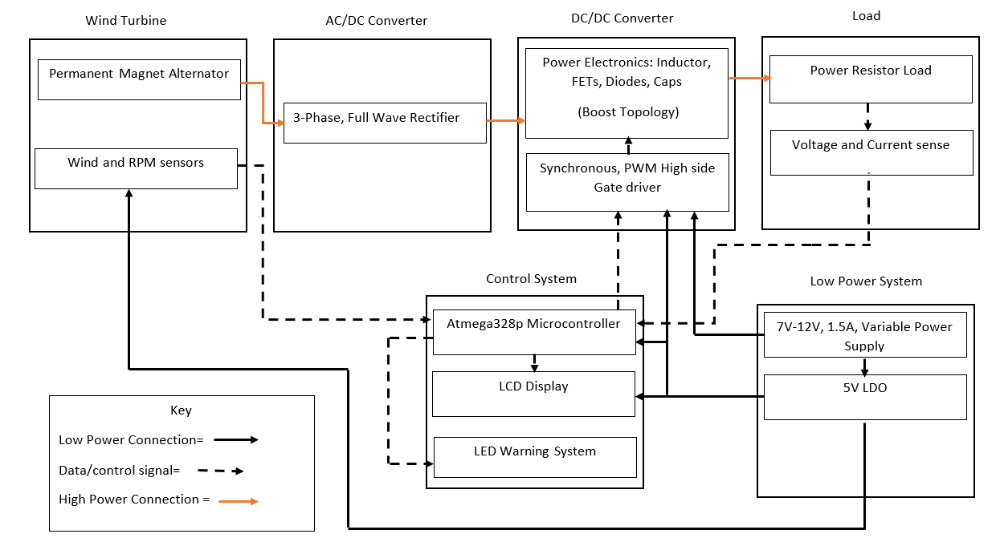 Wind Turbine
AC/DC Converter
DC/DC Converter
Load
Permanent Magnet Alternator
Wind and RPM sensors
3-Phase, Full Wave Rectifier
Power Electronics: Inductor,
FETs, Diodes, Caps
(Boost Topology)
Synchronous, PWM High side
Gate driver
Power Resistor Load
Voltage and Current sense
Control System
Atmega328p Microcontroller
LCD Display
LED Warning System
Low Power System
7V-12V, 1.5A, Variable Power
Supply
5V LDO
Key
Low Power Connection=
Data/control signal=
High Power Connection =